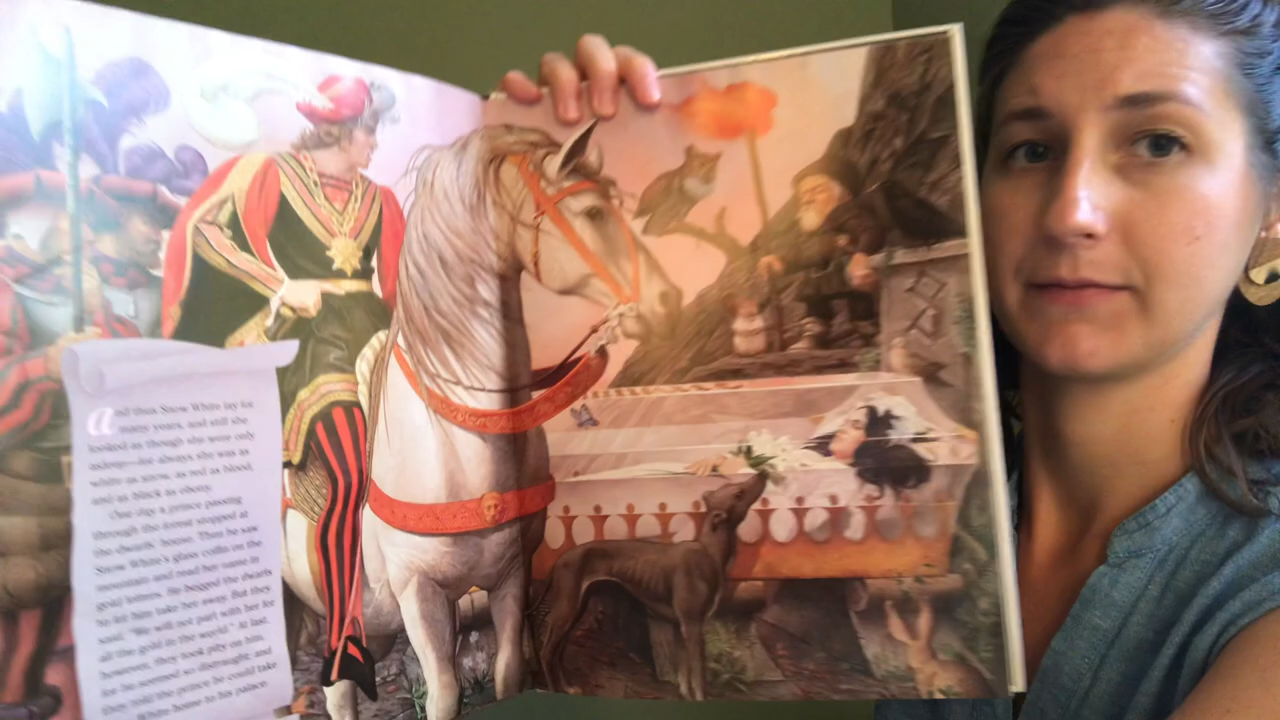 and thus Snow White lay for
many years, and still she
looked as though she were only
asleep—for always she was as
white as snow, as red as blood,
and as black as ebony.
One day a prince passing
through the forest stopped at
the dwarfs' house. Then he saw
Snow White's glass coffin on the
mountain and read her name in
gold letters. He begged the dwarfs
to let him take her away. But they
said, "We will not part with her for
all the gold in the world." At last,
however, they took pity on him,
for he seemed so distraught, and
they told the prince he could take
White home to his palace.